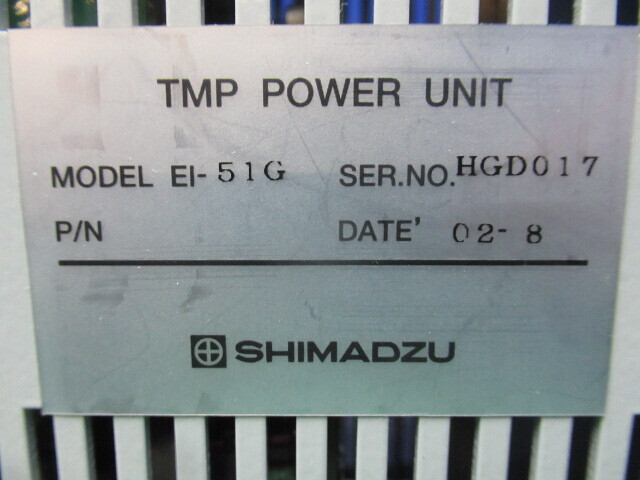 TMP POWER UNIT
MODEL EI-51G SER.NO.HGD017
P/N DATE' 02-8
SHIMADZU